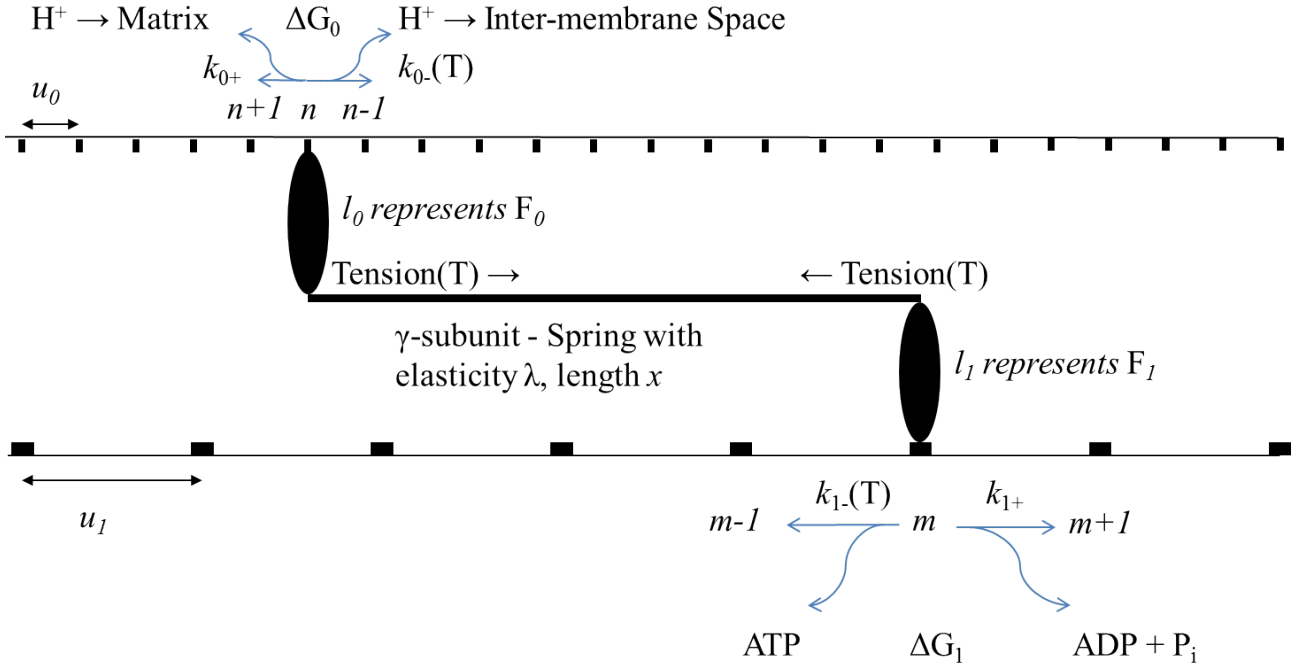 H⁺ → Matrix ΔG₀ H⁺ → Inter-membrane Space
k₀₊ k₀₋(T)
u₀ n+1 n n-1
l₀ represents F₀
Tension(T) → ← Tension(T)
γ-subunit - Spring with
elasticity λ, length x
l₁ represents F₁
k₁₋(T) k₁₊
u₁ m-1 m m+1
ATP ΔG₁ ADP + Pᵢ